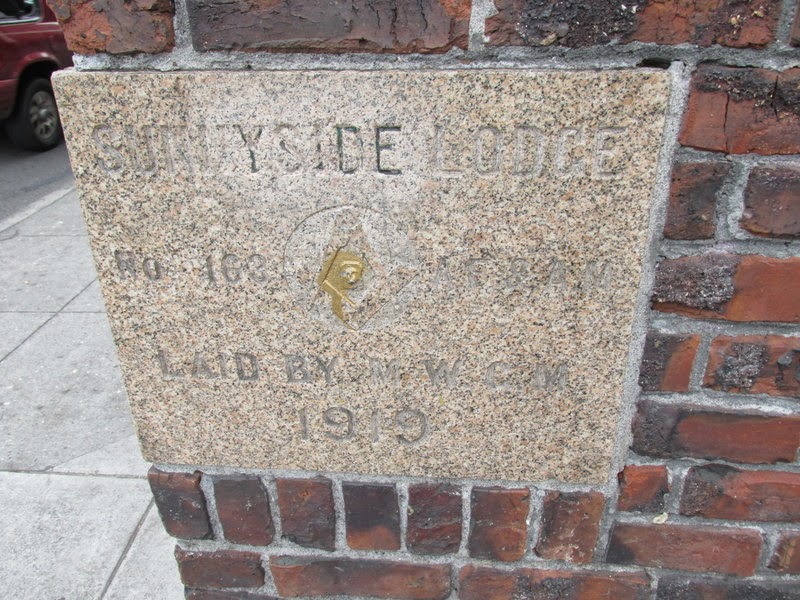 SUNNYSIDE LODGE
No 163 A F & A M
LAID BY M W G M
1919